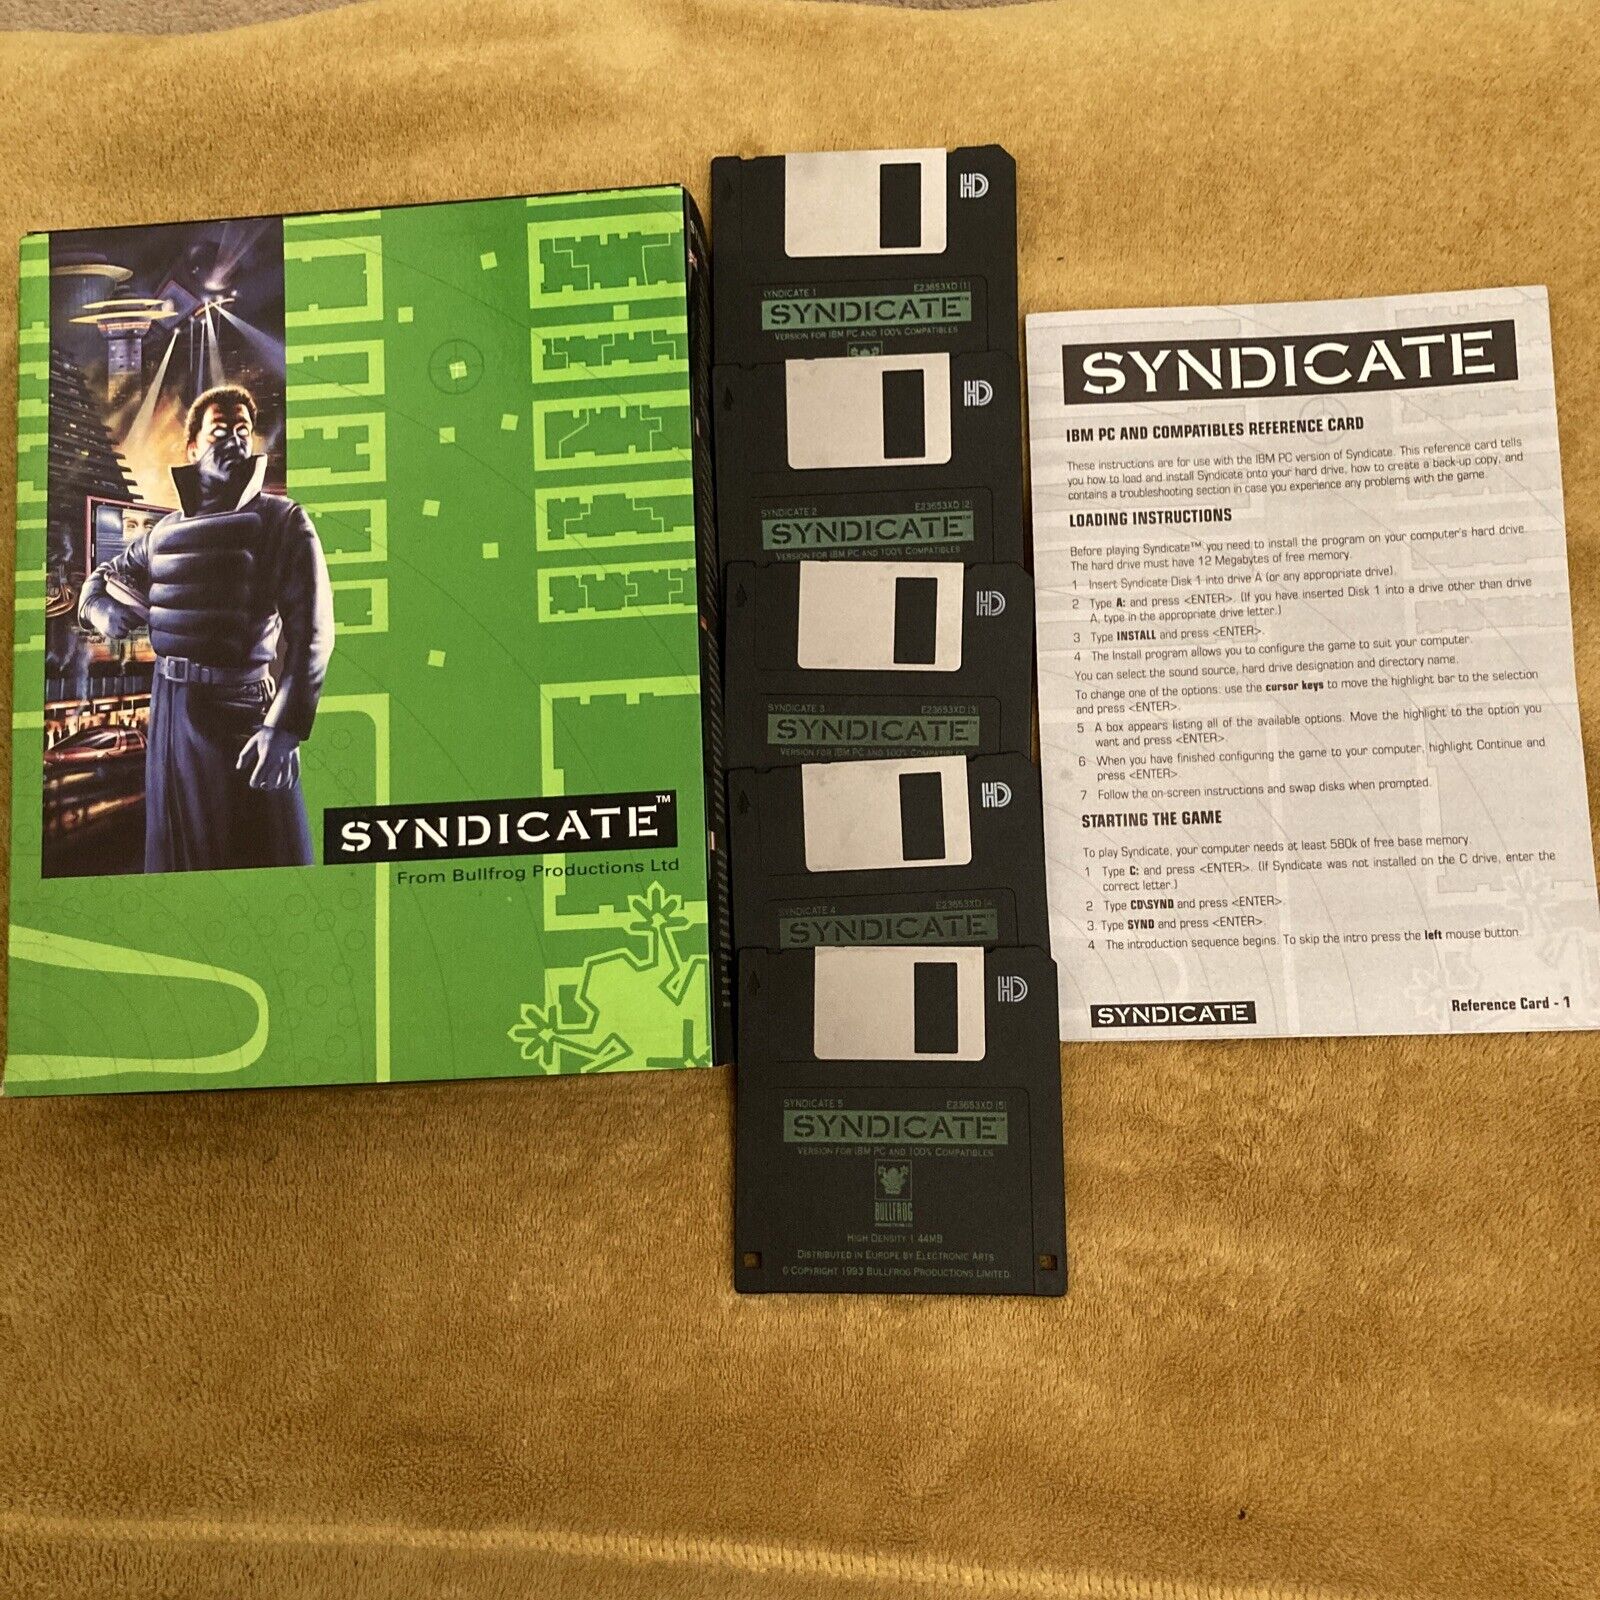 SYNDICATE™
From Bullfrog Productions Ltd
HD
SYNDICATE 1 E23653XD [1]
SYNDICATE™
VERSION FOR IBM PC AND 100% COMPATIBLES
HD
SYNDICATE 2 E23653XD [2]
SYNDICATE™
VERSION FOR IBM PC AND 100% COMPATIBLES
HD
SYNDICATE 3 E23653XD [3]
SYNDICATE™
VERSION FOR IBM PC AND 100% COMPATIBLES
HD
SYNDICATE 4 E23653XD [4]
SYNDICATE
HD
SYNDICATE 5 E23653XD [5]
SYNDICATE™
VERSION FOR IBM PC AND 100% COMPATIBLES
BULLFROG
HIGH DENSITY 1.44MB
DISTRIBUTED IN EUROPE BY ELECTRONIC ARTS
© COPYRIGHT 1993 BULLFROG PRODUCTIONS LIMITED.
SYNDICATE
IBM PC AND COMPATIBLES REFERENCE CARD
These instructions are for use with the IBM PC version of Syndicate. This reference card tells
you how to load and install Syndicate onto your hard drive, how to create a back-up copy, and
contains a troubleshooting section in case you experience any problems with the game.
LOADING INSTRUCTIONS
Before playing Syndicate™ you need to install the program on your computer's hard drive.
The hard drive must have 12 Megabytes of free memory.
1 Insert Syndicate Disk 1 into drive A (or any appropriate drive).
2 Type A: and press <ENTER>. (If you have inserted Disk 1 into a drive other than drive
A, type in the appropriate drive letter.)
3 Type INSTALL and press <ENTER>.
4 The Install program allows you to configure the game to suit your computer.
You can select the sound source, hard drive designation and directory name.
To change one of the options: use the cursor keys to move the highlight bar to the selection
and press <ENTER>.
5 A box appears listing all of the available options. Move the highlight to the option you
want and press <ENTER>.
6 When you have finished configuring the game to your computer, highlight Continue and
press <ENTER>
7 Follow the on-screen instructions and swap disks when prompted.
STARTING THE GAME
To play Syndicate, your computer needs at least 580k of free base memory.
1 Type C: and press <ENTER>. (If Syndicate was not installed on the C drive, enter the
correct letter.)
2 Type CD\SYND and press <ENTER>.
3. Type SYND and press <ENTER>.
4 The introduction sequence begins. To skip the intro press the left mouse button.
SYNDICATE
Reference Card - 1